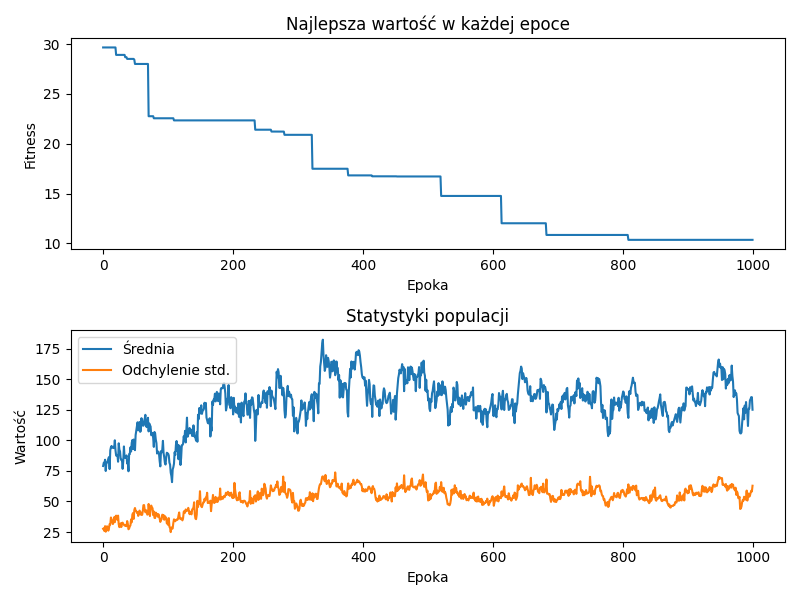 Najlepsza wartość w każdej epoce
Fitness
30
25
20
15
10
0 200 400 600 800 1000
Epoka
Statystyki populacji
Wartość
175
150
125
100
75
50
25
Średnia
Odchylenie std.
0 200 400 600 800 1000
Epoka